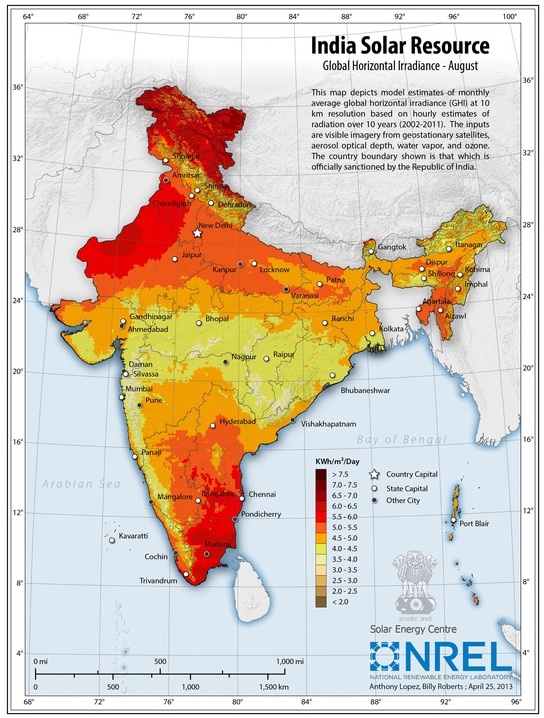 64°
68°
72°
76°
80°
84°
88°
92°
96°
100°
India Solar Resource
Global Horizontal Irradiance - August
This map depicts model estimates of monthly
average global horizontal irradiance (GHI) at 10
km resolution based on hourly estimates of
radiation over 10 years (2002-2011). The inputs
are visible imagery from geostationary satellites,
aerosol optical depth, water vapor, and ozone.
The country boundary shown is that which is
officially sanctioned by the Republic of India.
36°
36°
32°
32°
28°
28°
24°
24°
20°
20°
16°
16°
12°
12°
8°
8°
4°
4°
Srinagar
Amritsar
Shimla
Chandigarh
Dehradun
New Delhi
Jaipur
Kanpur
Lucknow
Gangtok
Itanagar
Dispur
Shillong
Kohima
Imphal
Patna
Varanasi
Agartala
Aizawl
Gandhinagar
Ahmedabad
Bhopal
Ranchi
Kolkata
Daman
Silvassa
Nagpur
Raipur
Mumbai
Pune
Bhubaneshwar
Hyderabad
Vishakhapatnam
Panaji
Bay of Bengal
Arabian Sea
Mangalore
Bangalore
Chennai
Pondicherry
Kavaratti
Cochin
Madurai
Trivandrum
Port Blair
KWh/m²/Day
> 7.5
7.0 - 7.5
6.5 - 7.0
6.0 - 6.5
5.5 - 6.0
5.0 - 5.5
4.5 - 5.0
4.0 - 4.5
3.5 - 4.0
3.0 - 3.5
2.5 - 3.0
2.0 - 2.5
< 2.0
Country Capital
State Capital
Other City
Solar Energy Centre
NREL
NATIONAL RENEWABLE ENERGY LABORATORY
Anthony Lopez, Billy Roberts ; April 25, 2013
0 mi
500
1,000 mi
0
500
1,000
1,500 km
68°
72°
76°
80°
84°
88°
92°
96°